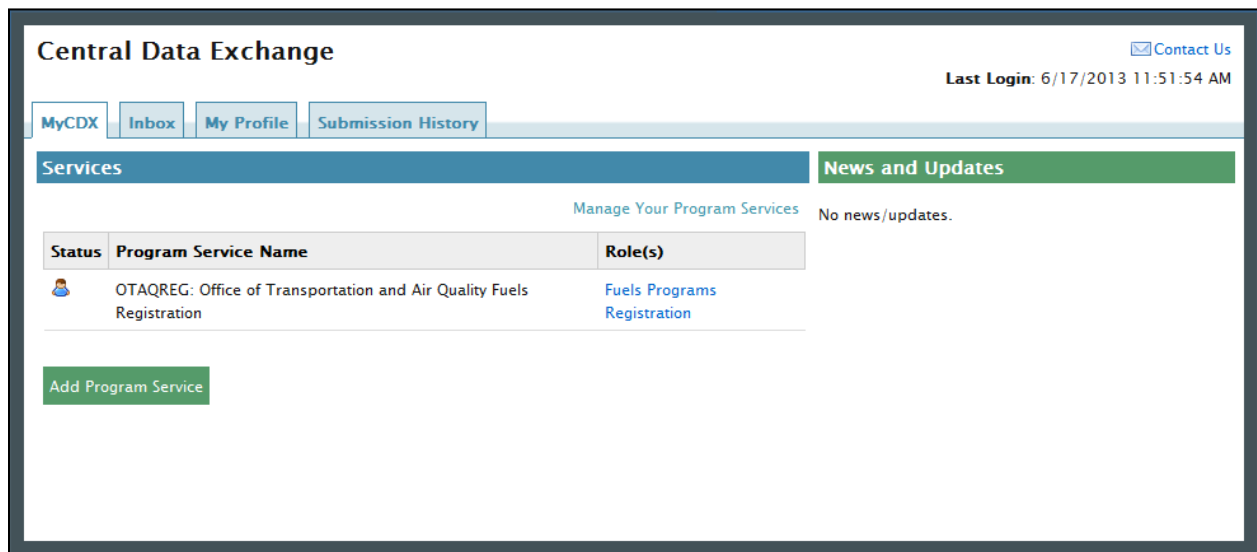 Central Data Exchange
Contact Us
Last Login: 6/17/2013 11:51:54 AM
MyCDX Inbox My Profile Submission History
Services
News and Updates
Manage Your Program Services
No news/updates.
Status Program Service Name Role(s)
OTAQREG: Office of Transportation and Air Quality Fuels
Registration
Fuels Programs
Registration
Add Program Service